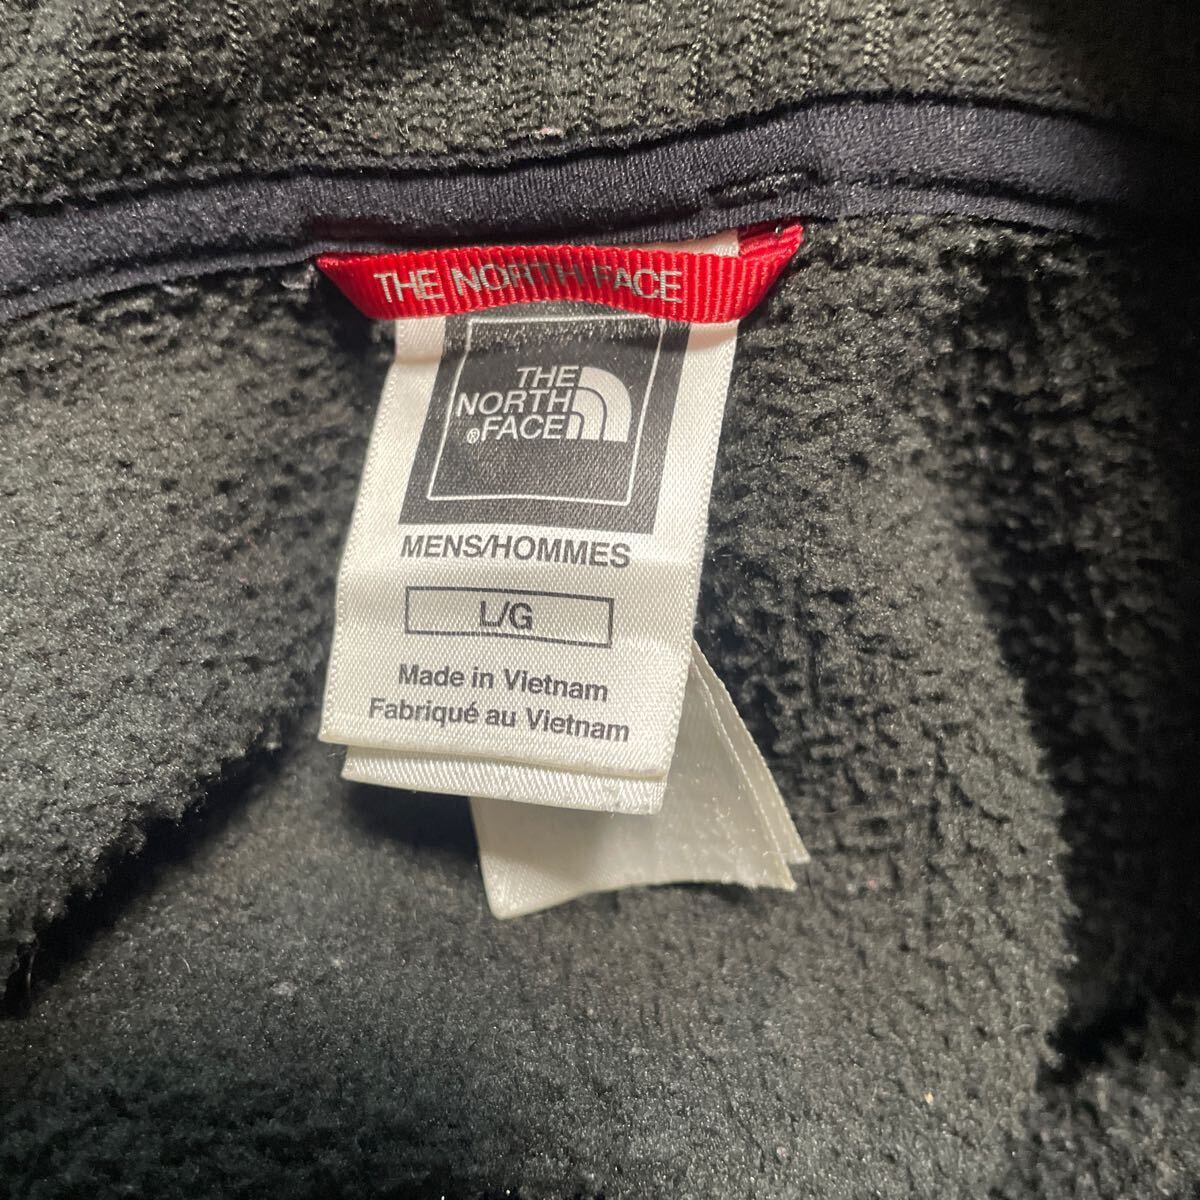 THE NORTH FACE
THE
NORTH
®FACE
MENS/HOMMES
L/G
Made in Vietnam
Fabriqué au Vietnam